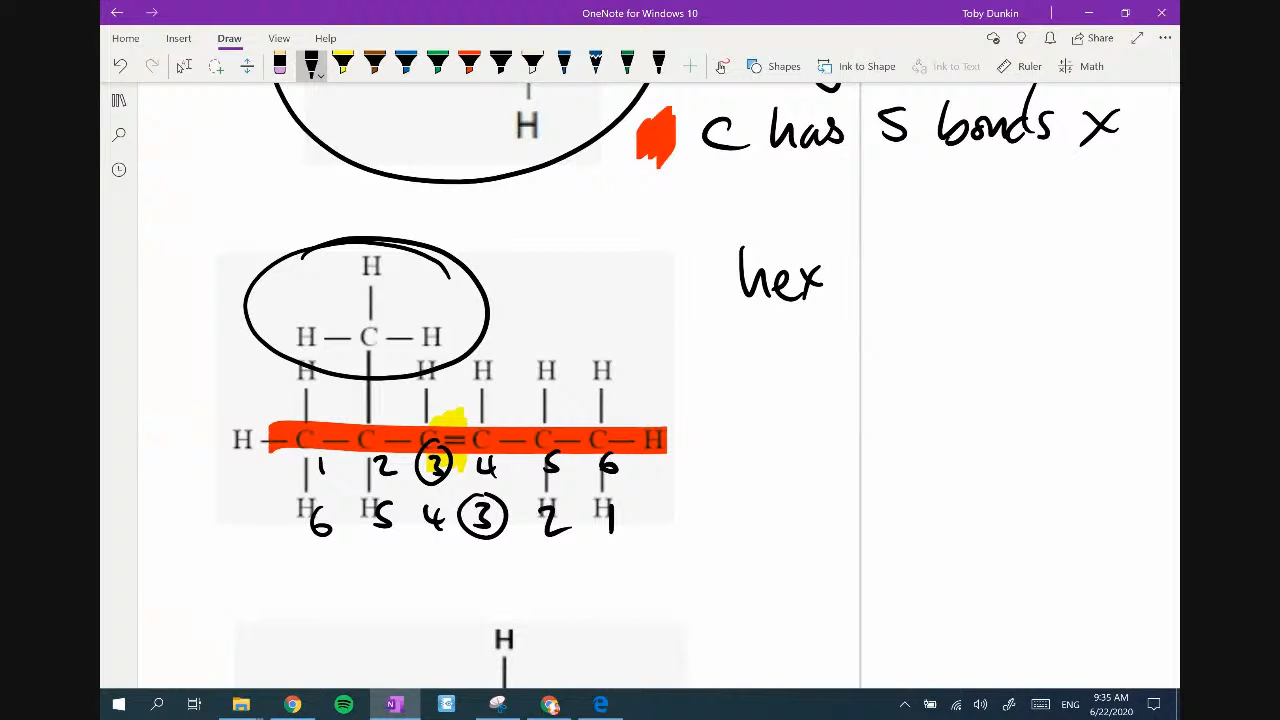 OneNote for Windows 10
Toby Dunkin
Home Insert Draw View Help
Share
Shapes Ink to Shape Ink to Text Ruler Math
H
C has 5 bonds x
hex
H
H — C — H
H H H H H
H — C — C — C = C — C — C — H
1 2 3 4 5 6
H H H H
6 5 4 3 2 1
H
9:35 AM
ENG
6/22/2020